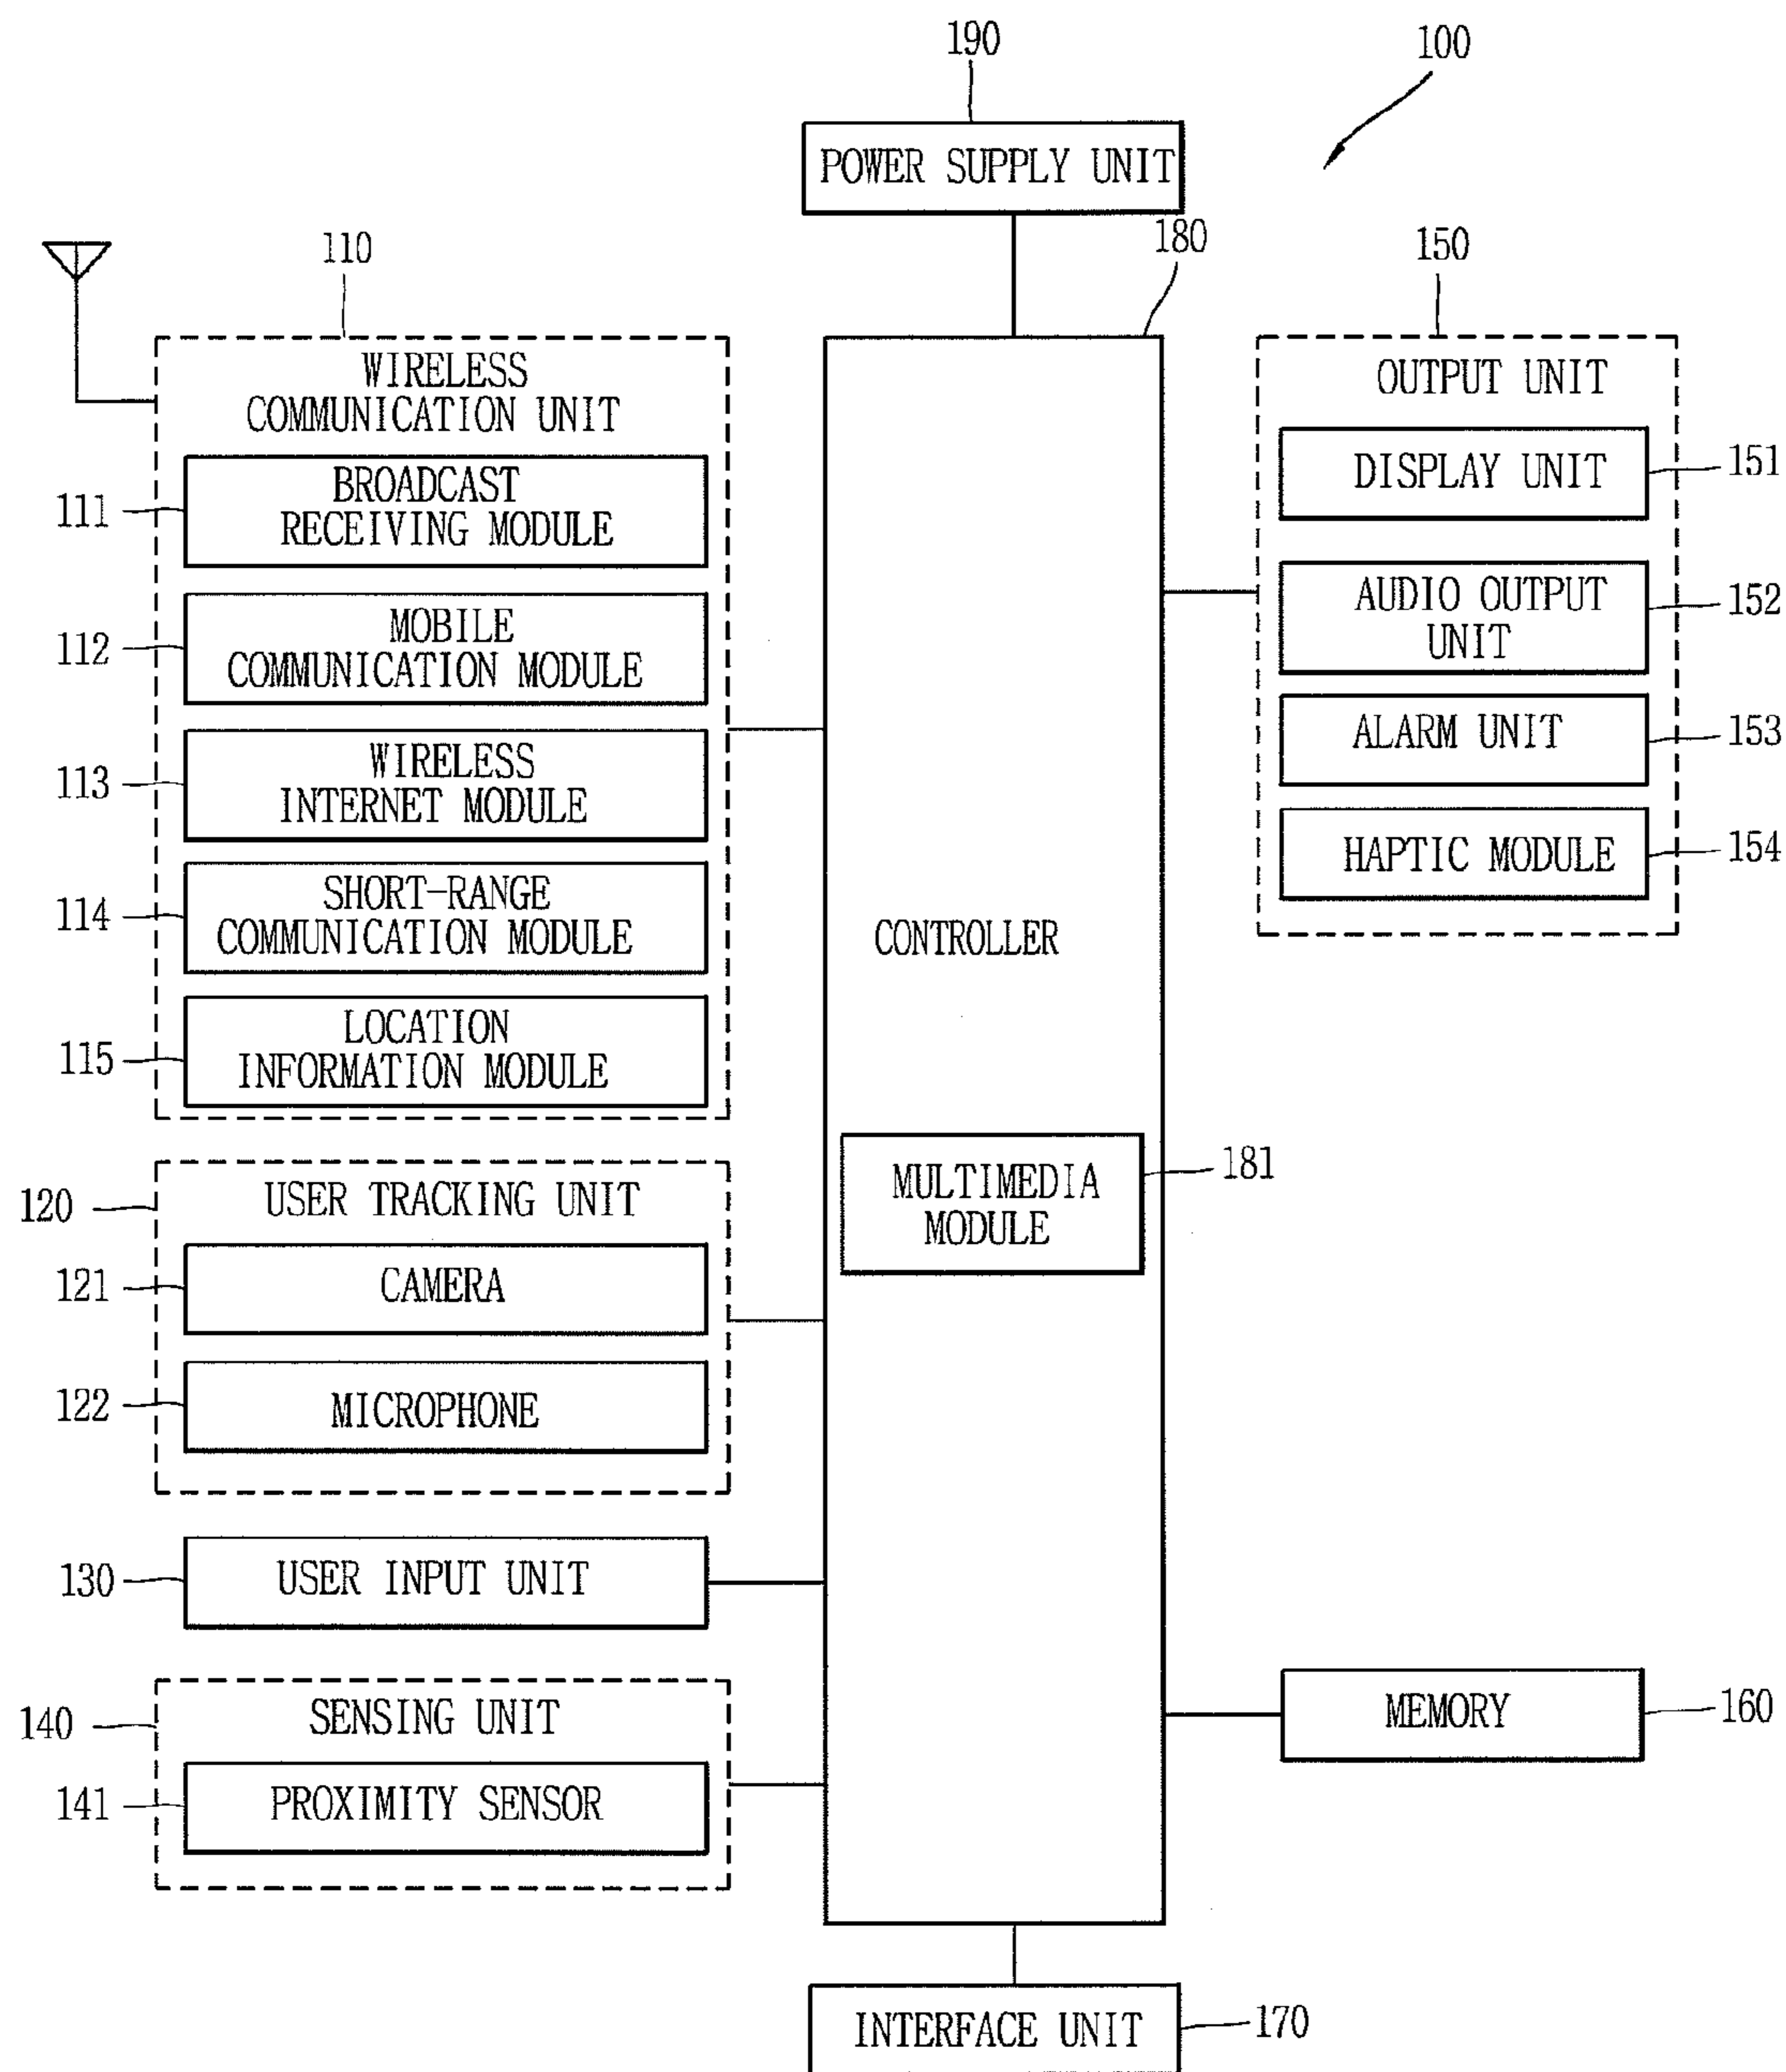 190
100
POWER SUPPLY UNIT
180
110
150
WIRELESS
COMMUNICATION UNIT
111
BROADCAST
RECEIVING MODULE
112
MOBILE
COMMUNICATION MODULE
113
WIRELESS
INTERNET MODULE
114
SHORT-RANGE
COMMUNICATION MODULE
115
LOCATION
INFORMATION MODULE
120
USER TRACKING UNIT
121
CAMERA
122
MICROPHONE
130
USER INPUT UNIT
140
SENSING UNIT
141
PROXIMITY SENSOR
CONTROLLER
MULTIMEDIA
MODULE
181
OUTPUT UNIT
DISPLAY UNIT
151
AUDIO OUTPUT
UNIT
152
ALARM UNIT
153
HAPTIC MODULE
154
MEMORY
160
INTERFACE UNIT
170